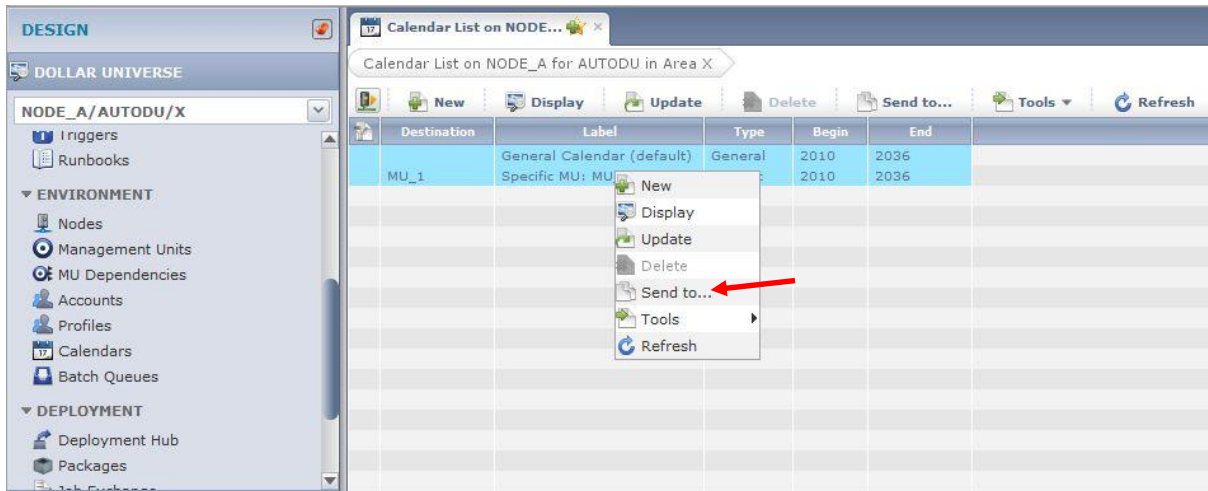 DESIGN
DOLLAR UNIVERSE
NODE_A/AUTODU/X
Triggers
Runbooks
ENVIRONMENT
Nodes
Management Units
MU Dependencies
Accounts
Profiles
Calendars
Batch Queues
DEPLOYMENT
Deployment Hub
Packages
Job Exchange
17 Calendar List on NODE...
Calendar List on NODE_A for AUTODU in Area X
New Display Update Delete Send to... Tools Refresh
Destination Label Type Begin End
General Calendar (default) General 2010 2036
MU_1 Specific MU: MU 2010 2036
New
Display
Update
Delete
Send to...
Tools
Refresh